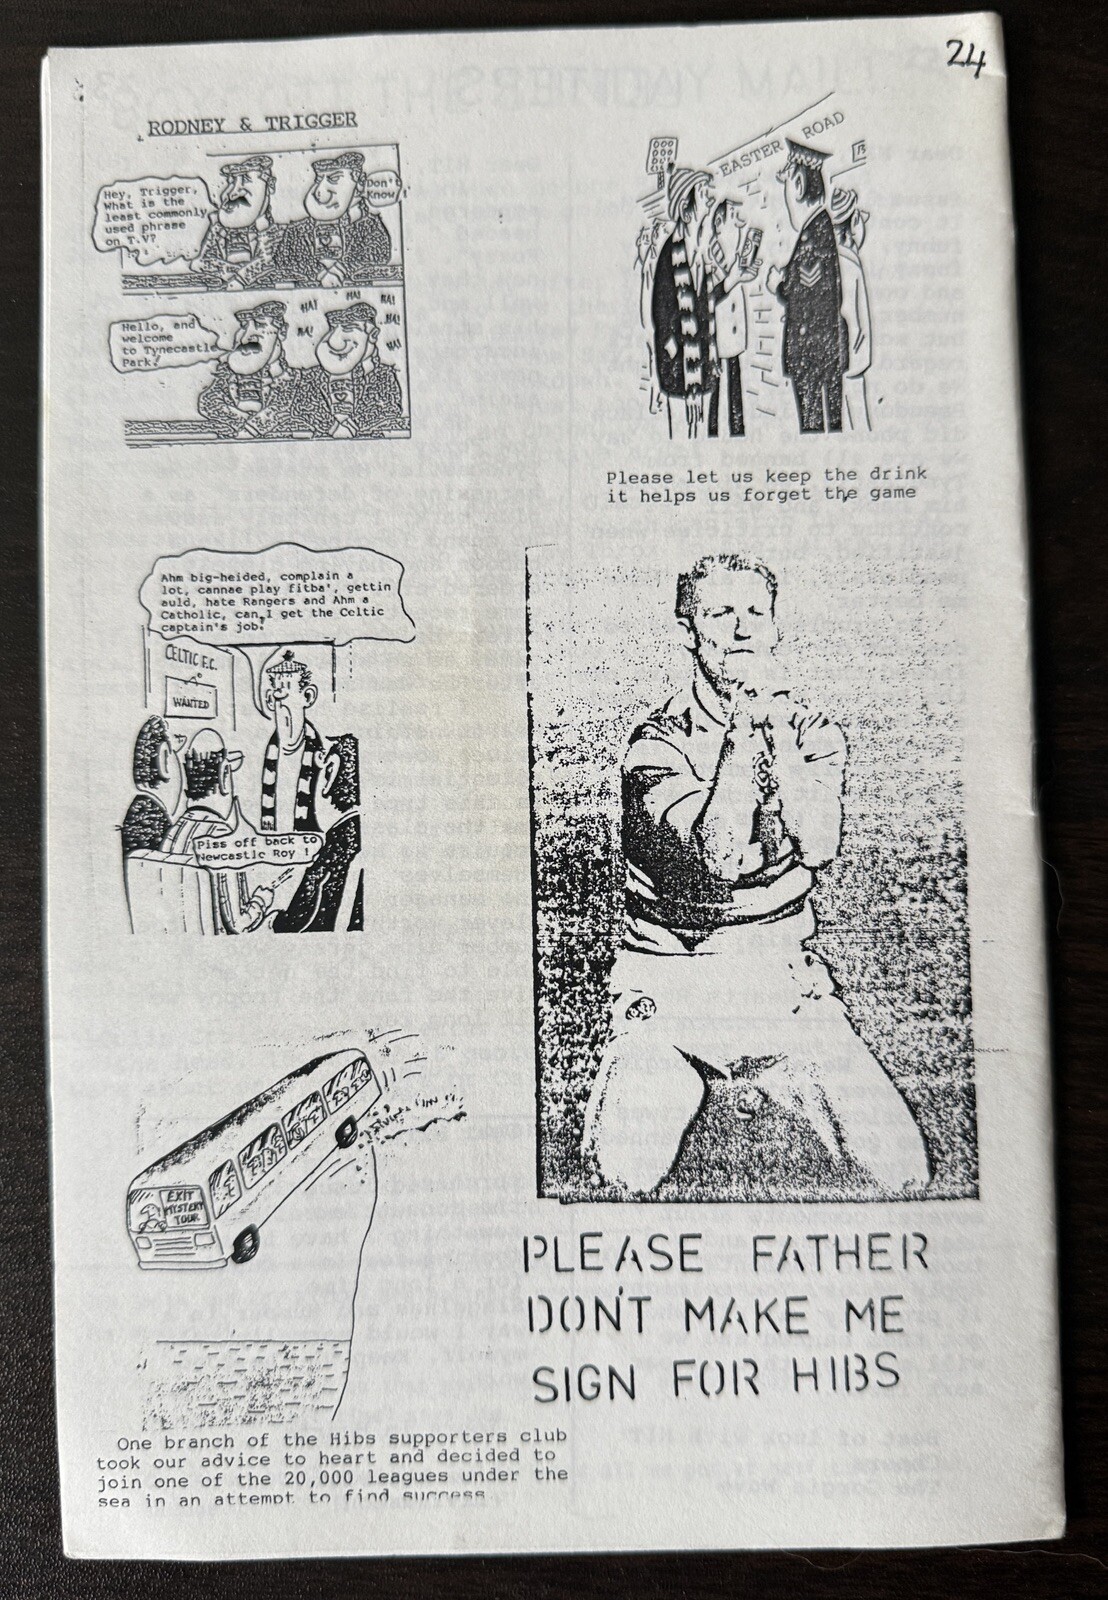 24
RODNEY & TRIGGER
Hey, Trigger,
What is the
least commonly
used phrase
on T.V?
Don't
Know!
Hello, and
welcome
to Tynecastle
Park!
HA!
HA!
HA!
HA!
HA!
HA!
EASTER ROAD
Please let us keep the drink
it helps us forget the game
Ahm big-heided, complain a
lot, cannae play fitba', gettin
auld, hate Rangers and Ahm a
Catholic, can I get the Celtic
captain's job?
CELTIC F.C.
WANTED
Piss off back to
Newcastle Roy !
EXIT
MYSTERY
TOUR
One branch of the Hibs supporters club
took our advice to heart and decided to
join one of the 20,000 leagues under the
sea in an attempt to find success
PLEASE FATHER
DON'T MAKE ME
SIGN FOR HIBS